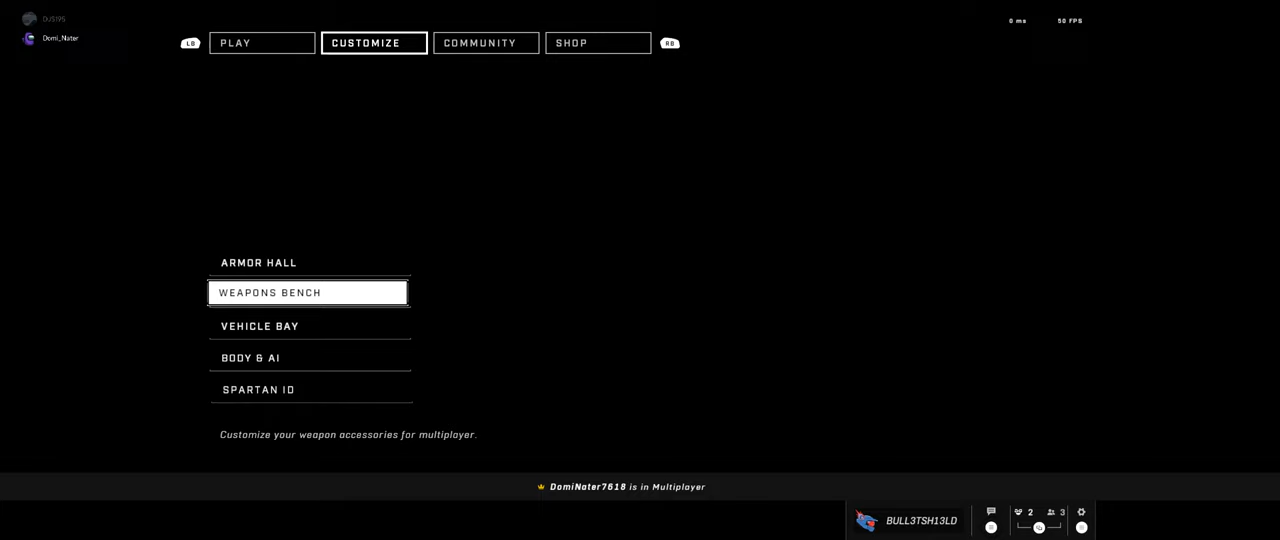 DJS195
Domi_Nater
0 ms 50 FPS
LB PLAY CUSTOMIZE COMMUNITY SHOP RB
ARMOR HALL
WEAPONS BENCH
VEHICLE BAY
BODY & AI
SPARTAN ID
Customize your weapon accessories for multiplayer.
DomiNater7618 is in Multiplayer
BULL3TSH13LD
2 3